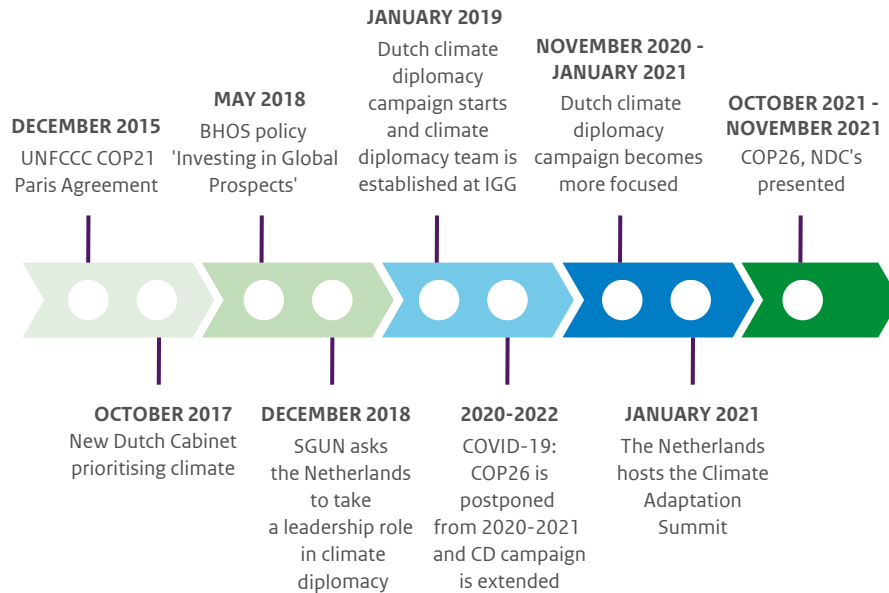 DECEMBER 2015
UNFCCC COP21
Paris Agreement
MAY 2018
BHOS policy
'Investing in Global
Prospects'
JANUARY 2019
Dutch climate
diplomacy
campaign starts
and climate
diplomacy team is
established at IGG
NOVEMBER 2020 -
JANUARY 2021
Dutch climate
diplomacy
campaign becomes
more focused
OCTOBER 2021 -
NOVEMBER 2021
COP26, NDC's
presented
OCTOBER 2017
New Dutch Cabinet
prioritising climate
DECEMBER 2018
SGUN asks
the Netherlands
to take
a leadership role
in climate
diplomacy
2020-2022
COVID-19:
COP26 is
postponed
from 2020-2021
and CD campaign
is extended
JANUARY 2021
The Netherlands
hosts the Climate
Adaptation
Summit